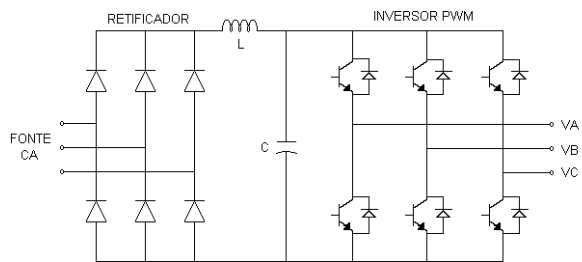 RETIFICADOR
INVERSOR PWM
L
FONTE
CA
C
VA
VB
VC